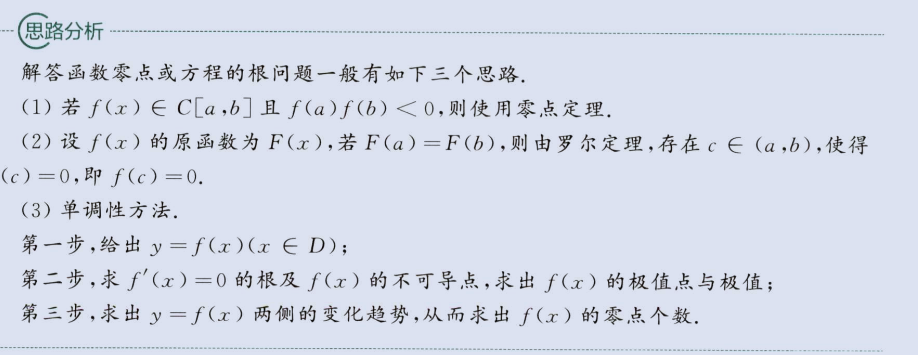 思路分析
解答函数零点或方程的根问题一般有如下三个思路.
(1) 若 f(x) ∈ C[a,b] 且 f(a)f(b) < 0,则使用零点定理.
(2) 设 f(x) 的原函数为 F(x),若 F(a)=F(b),则由罗尔定理,存在 c ∈ (a,b),使得
(c)=0,即 f(c)=0.
(3) 单调性方法.
第一步,给出 y=f(x)(x ∈ D);
第二步,求 f′(x)=0 的根及 f(x) 的不可导点,求出 f(x) 的极值点与极值;
第三步,求出 y=f(x) 两侧的变化趋势,从而求出 f(x) 的零点个数.